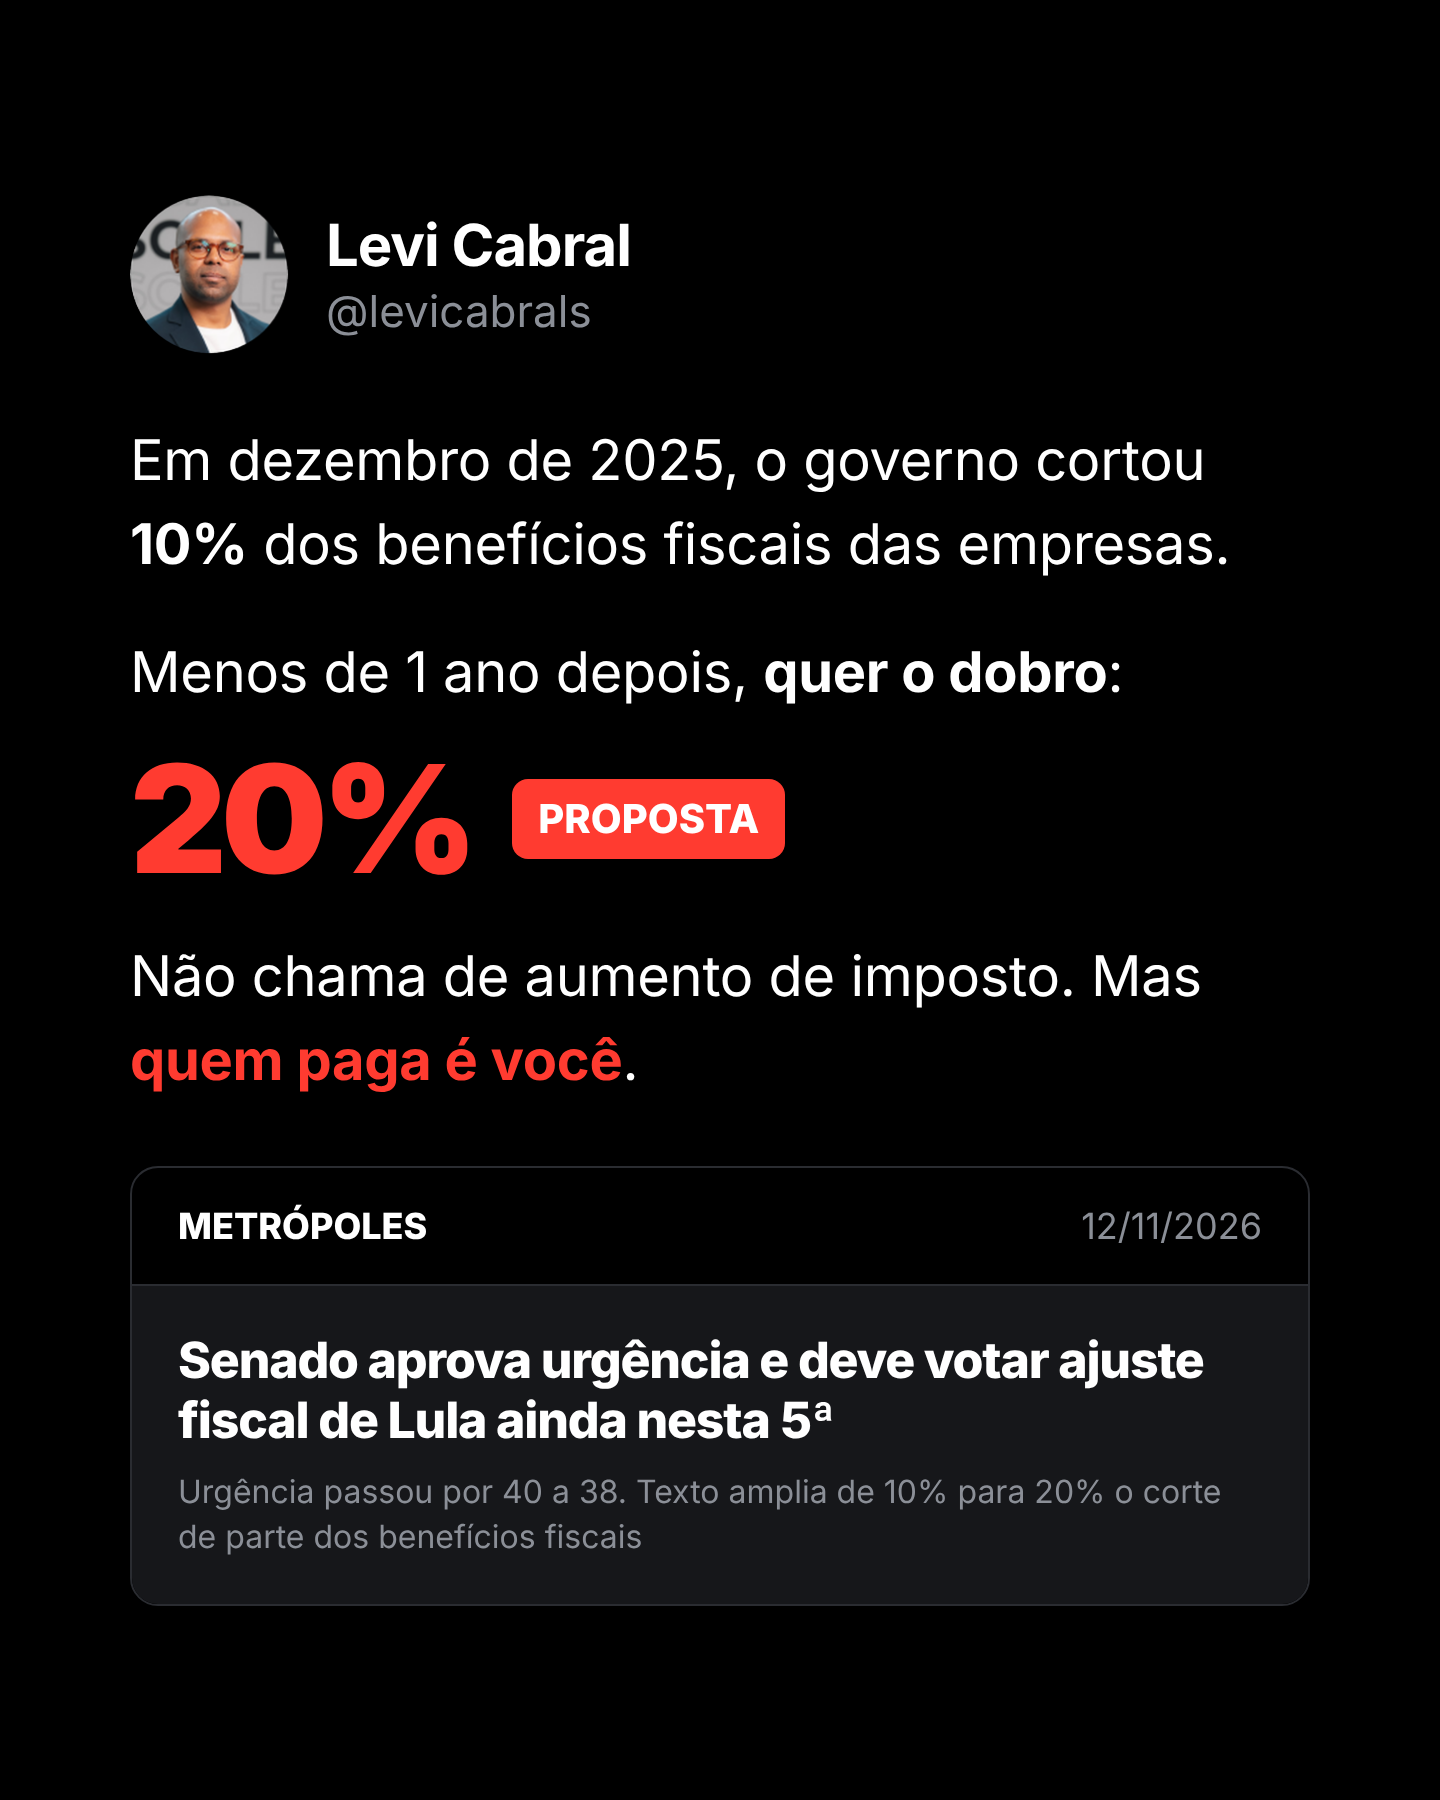 Levi Cabral
@levicabrals
Em dezembro de 2025, o governo cortou
10% dos benefícios fiscais das empresas.
Menos de 1 ano depois, quer o dobro:
20% PROPOSTA
Não chama de aumento de imposto. Mas
quem paga é você.
METRÓPOLES 12/11/2026
Senado aprova urgência e deve votar ajuste
fiscal de Lula ainda nesta 5ª
Urgência passou por 40 a 38. Texto amplia de 10% para 20% o corte
de parte dos benefícios fiscais